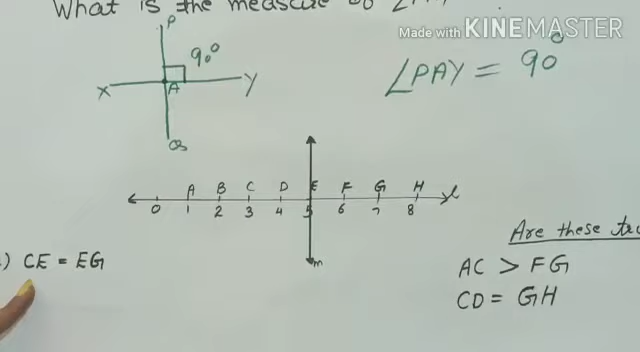 What is the measure of
Made with KINEMASTER
P
90°
X A Y
Q
∠PAY = 90°
A B C D E F G H l
0 1 2 3 4 5 6 7 8
m
Are these
) CE = EG
AC > FG
CD = GH